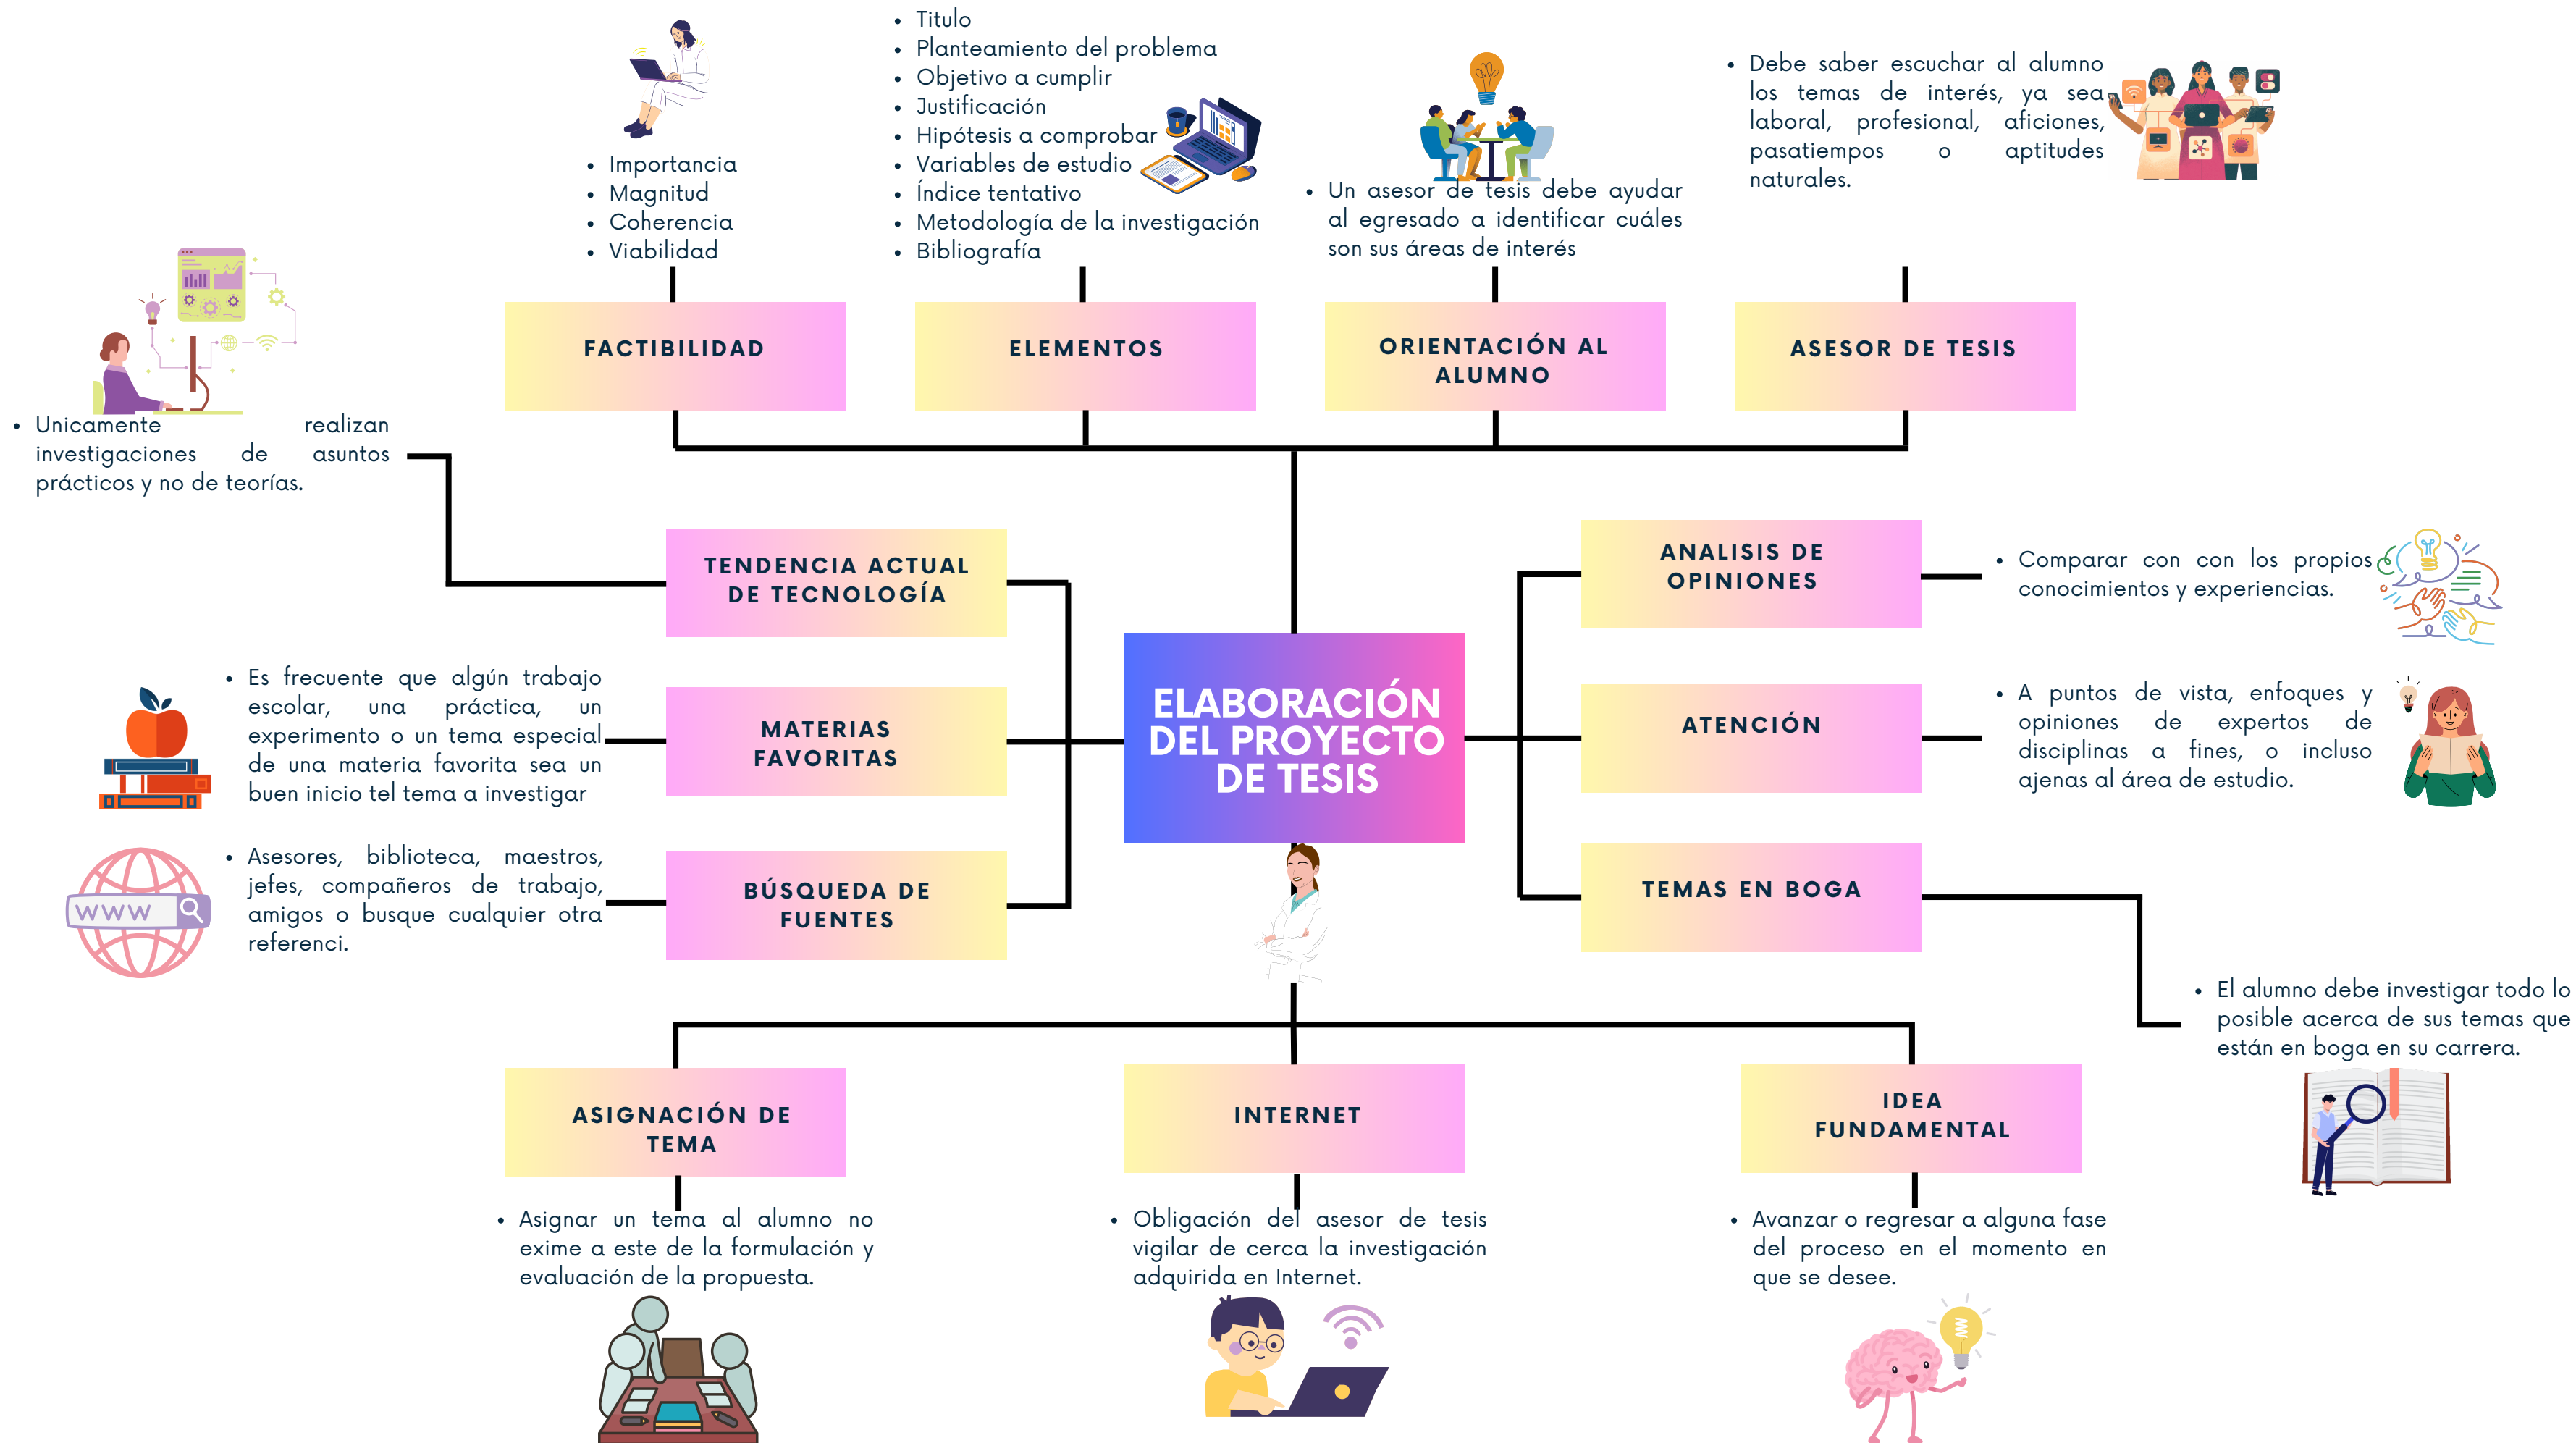 • Importancia
• Magnitud
• Coherencia
• Viabilidad
FACTIBILIDAD
• Titulo
• Planteamiento del problema
• Objetivo a cumplir
• Justificación
• Hipótesis a comprobar
• Variables de estudio
• Índice tentativo
• Metodología de la investigación
• Bibliografía
ELEMENTOS
• Un asesor de tesis debe ayudar
al egresado a identificar cuáles
son sus áreas de interés
ORIENTACIÓN AL
ALUMNO
• Debe saber escuchar al alumno
los temas de interés, ya sea
laboral, profesional, aficiones,
pasatiempos o aptitudes
naturales.
ASESOR DE TESIS
• Unicamente realizan
investigaciones de asuntos
prácticos y no de teorías.
TENDENCIA ACTUAL
DE TECNOLOGÍA
• Es frecuente que algún trabajo
escolar, una práctica, un
experimento o un tema especial
de una materia favorita sea un
buen inicio tel tema a investigar
MATERIAS
FAVORITAS
WWW
• Asesores, biblioteca, maestros,
jefes, compañeros de trabajo,
amigos o busque cualquier otra
referenci.
BÚSQUEDA DE
FUENTES
ELABORACIÓN
DEL PROYECTO
DE TESIS
ANALISIS DE
OPINIONES
• Comparar con con los propios
conocimientos y experiencias.
ATENCIÓN
• A puntos de vista, enfoques y
opiniones de expertos de
disciplinas a fines, o incluso
ajenas al área de estudio.
TEMAS EN BOGA
• El alumno debe investigar todo lo
posible acerca de sus temas que
están en boga en su carrera.
ASIGNACIÓN DE
TEMA
• Asignar un tema al alumno no
exime a este de la formulación y
evaluación de la propuesta.
INTERNET
• Obligación del asesor de tesis
vigilar de cerca la investigación
adquirida en Internet.
IDEA
FUNDAMENTAL
• Avanzar o regresar a alguna fase
del proceso en el momento en
que se desee.